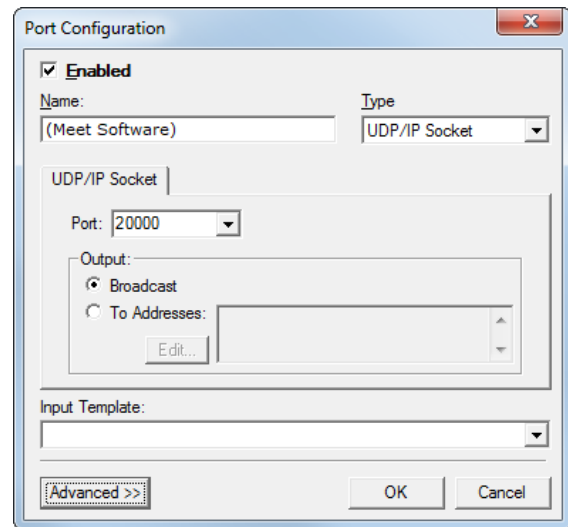 Port Configuration
Enabled
Name: Type
(Meet Software) UDP/IP Socket
UDP/IP Socket
Port: 20000
Output:
Broadcast
To Addresses:
Edit...
Input Template:
Advanced >> OK Cancel